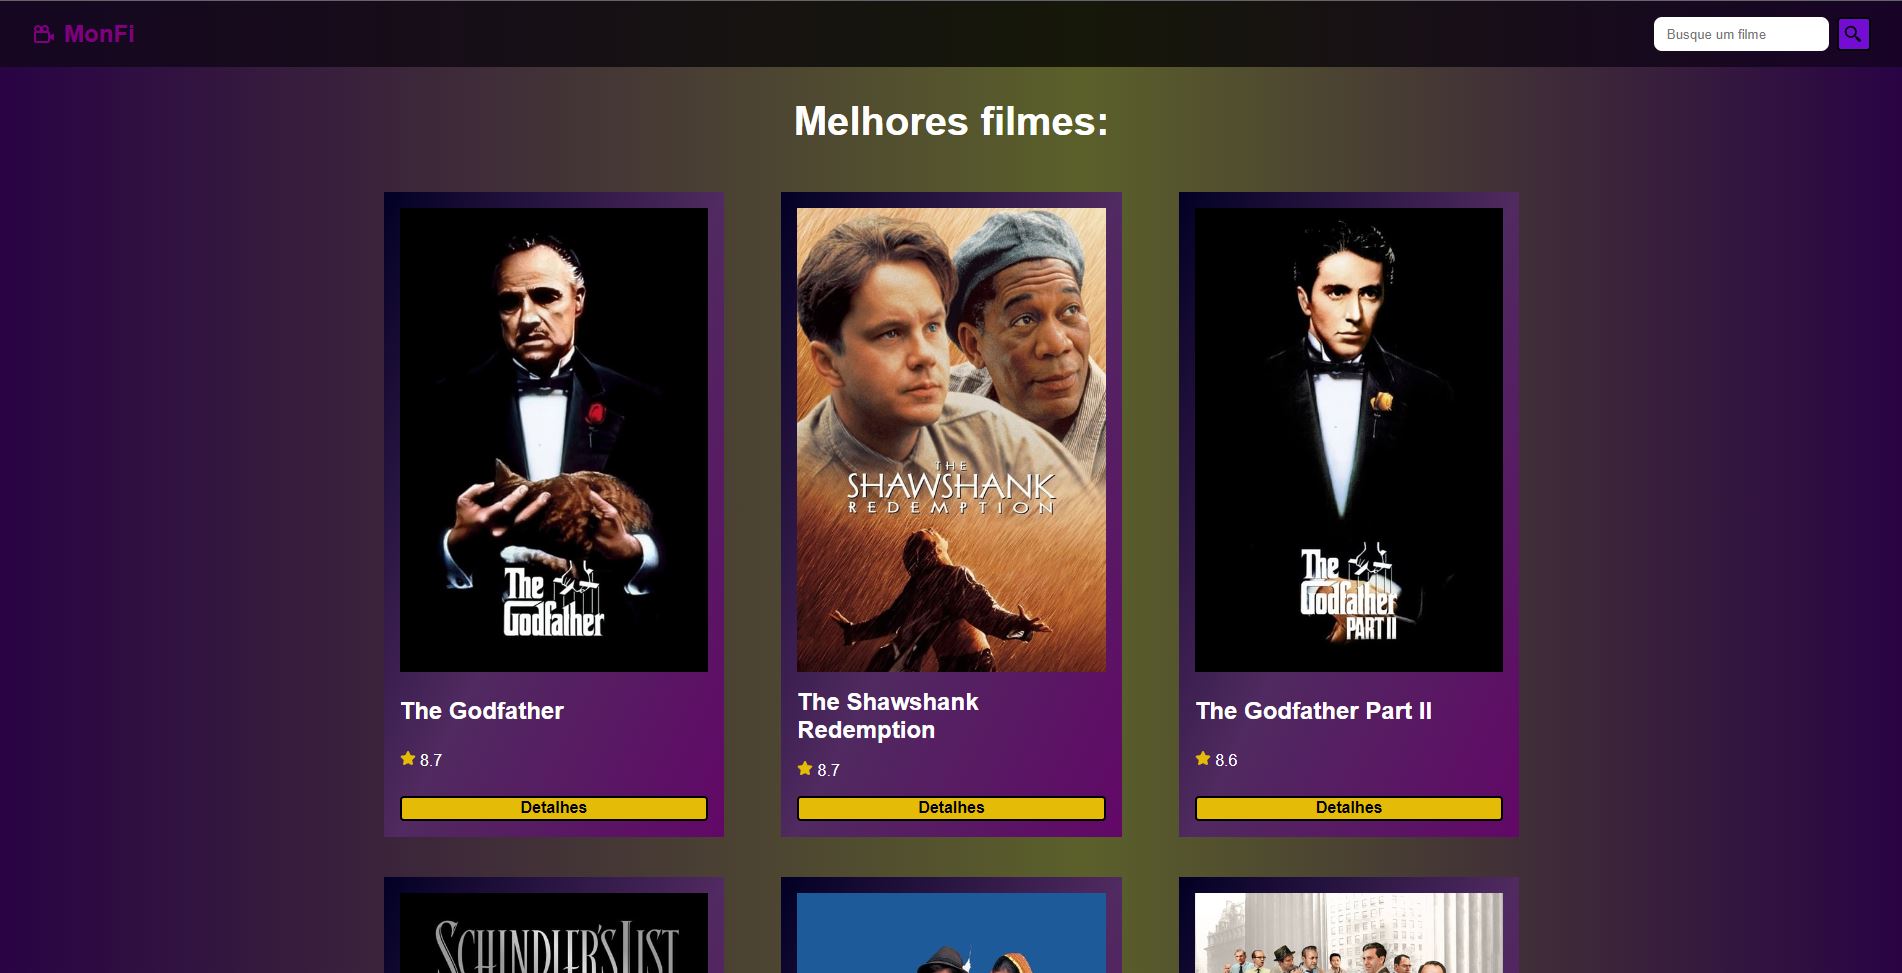 MonFi
Busque um filme
Melhores filmes:
The
Godfather
THE
SHAWSHANK
REDEMPTION
The
Godfather
PART II
The Godfather
The Shawshank
Redemption
The Godfather Part II
8.7
8.7
8.6
Detalhes
Detalhes
Detalhes
SCHINDLER'S LIST